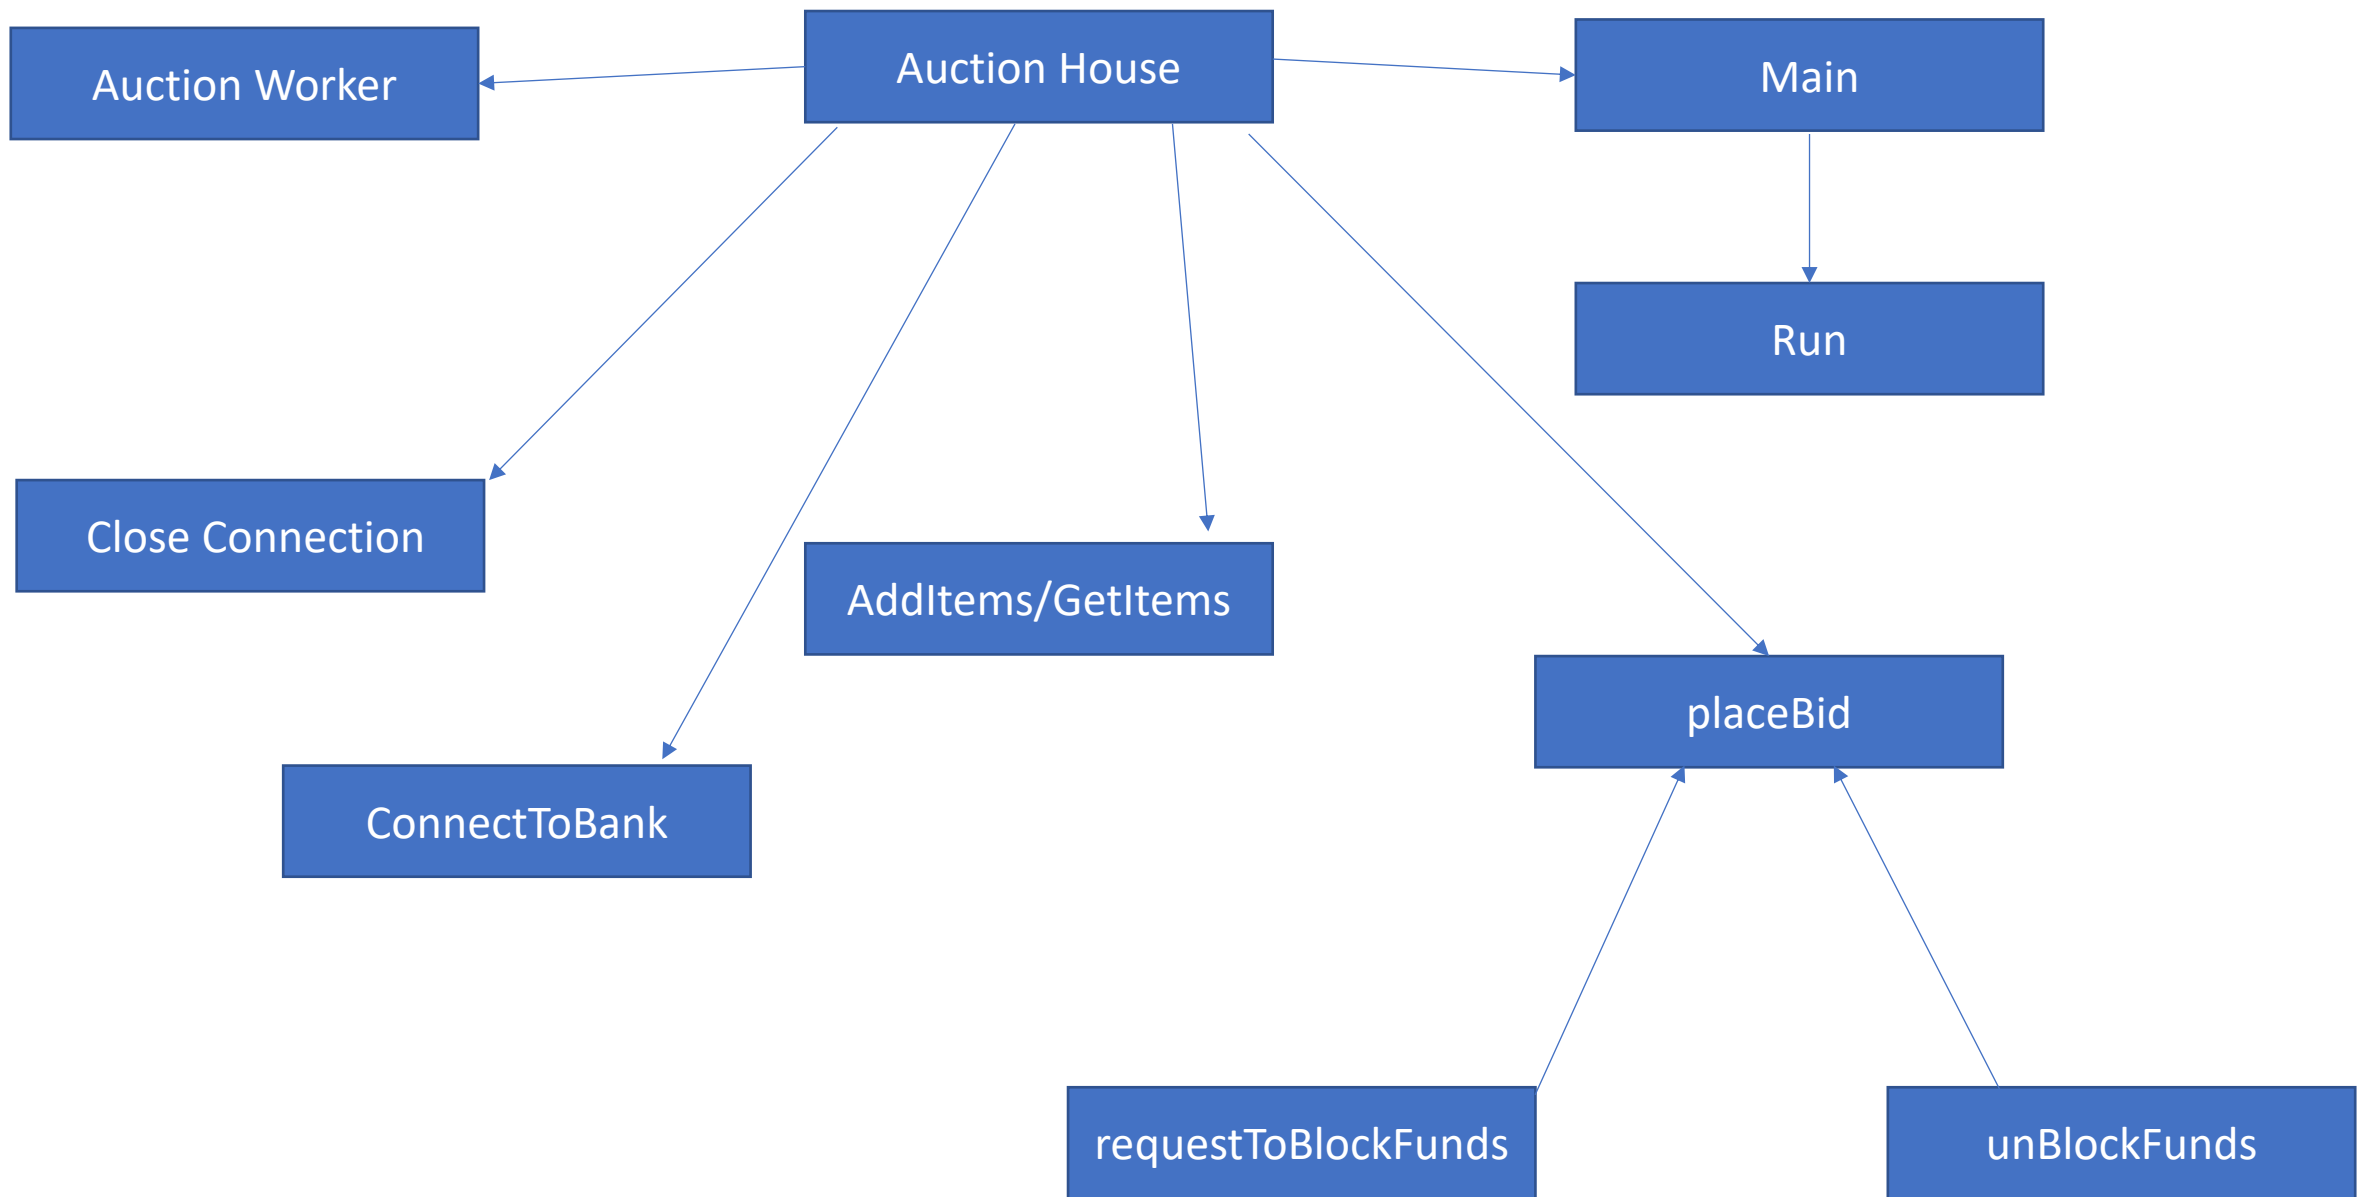 Auction Worker
Auction House
Main
Run
Close Connection
AddItems/GetItems
placeBid
ConnectToBank
requestToBlockFunds
unBlockFunds